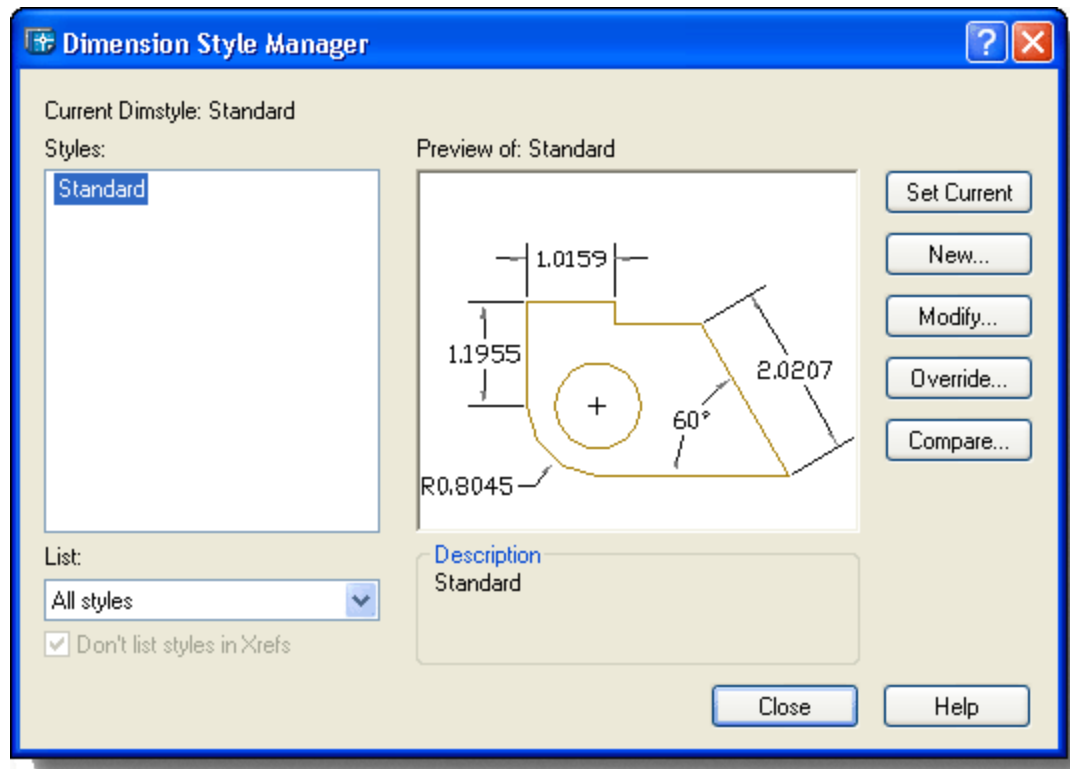 Dimension Style Manager
Current Dimstyle: Standard
Styles:
Standard
Preview of: Standard
1.0159
1.1955
2.0207
60°
R0.8045
Set Current
New...
Modify...
Override...
Compare...
List:
All styles
Don't list styles in Xrefs
Description
Standard
Close
Help